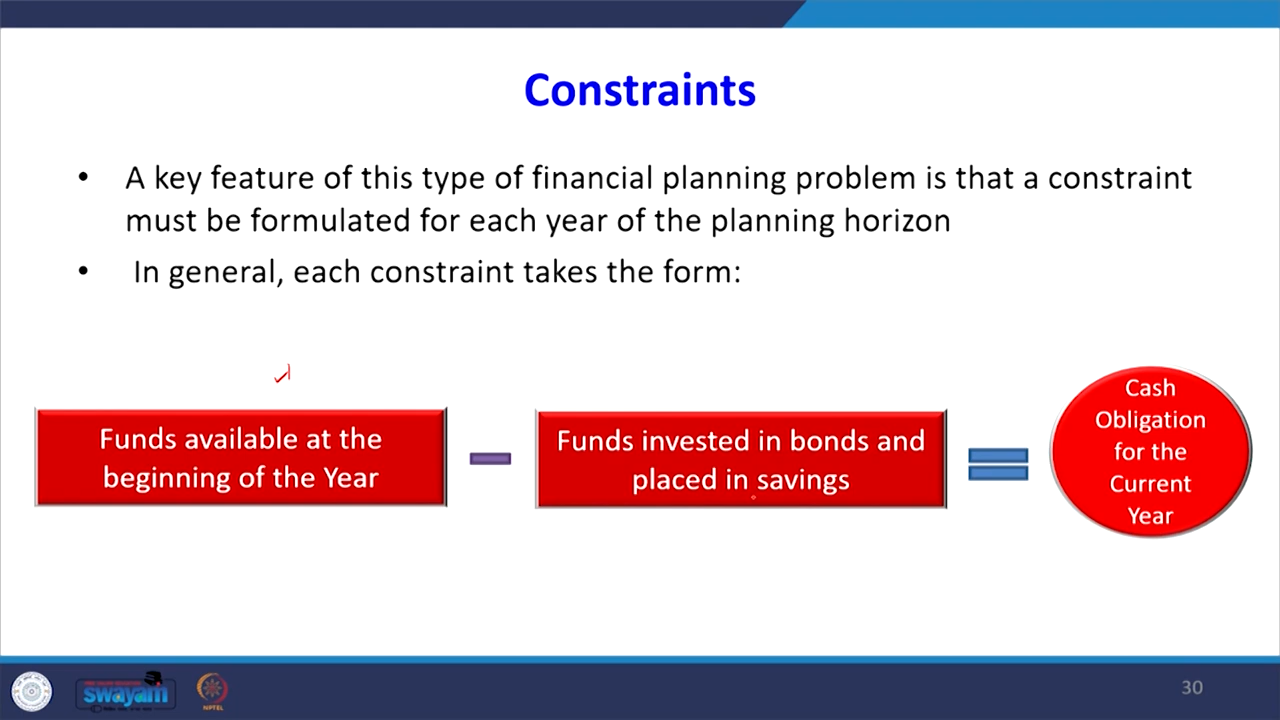 Constraints
• A key feature of this type of financial planning problem is that a constraint
must be formulated for each year of the planning horizon
• In general, each constraint takes the form:
Funds available at the
beginning of the Year
Funds invested in bonds and
placed in savings
Cash
Obligation
for the
Current
Year
swayam
NPTEL
30